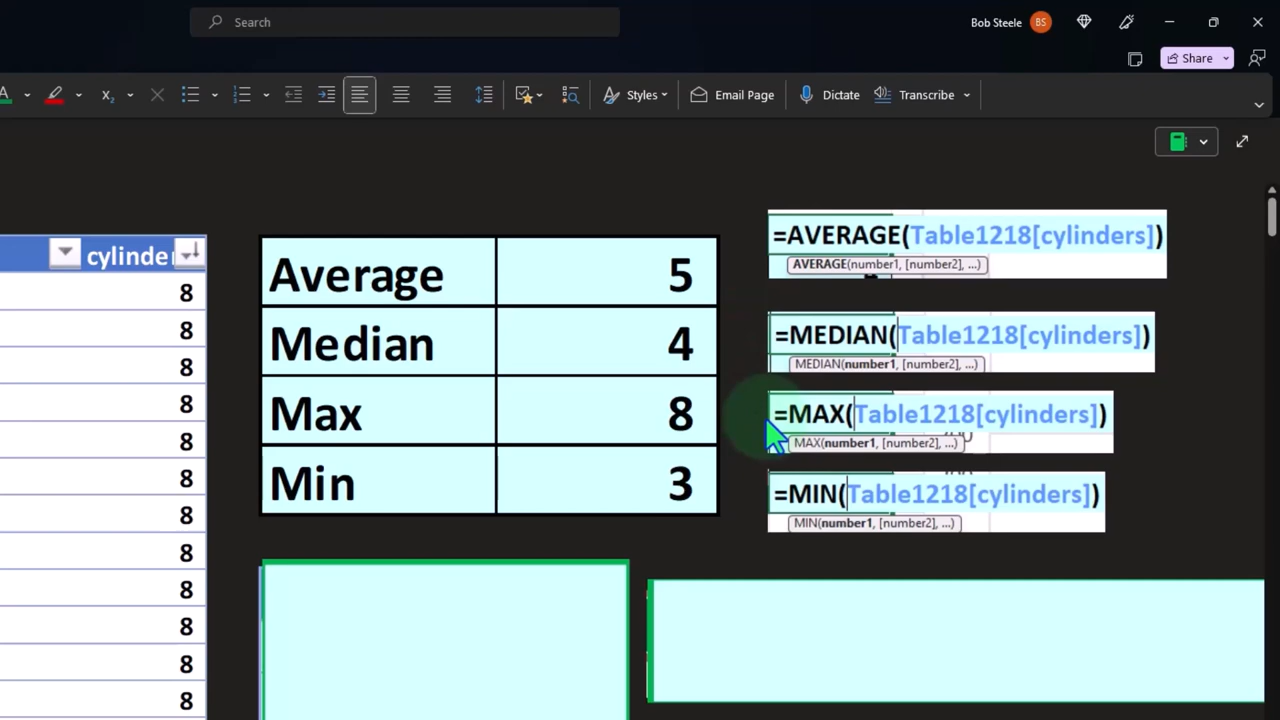 Search
Bob Steele BS
Share
Styles
Email Page
Dictate
Transcribe
cylinde
8
8
8
8
8
8
8
8
8
8
8
8
Average 5
Median 4
Max 8
Min 3
=AVERAGE(Table1218[cylinders])
AVERAGE(number1, [number2], ...)
=MEDIAN(Table1218[cylinders])
MEDIAN(number1, [number2], ...)
=MAX(Table1218[cylinders])
MAX(number1, [number2], ...)
=MIN(Table1218[cylinders])
MIN(number1, [number2], ...)